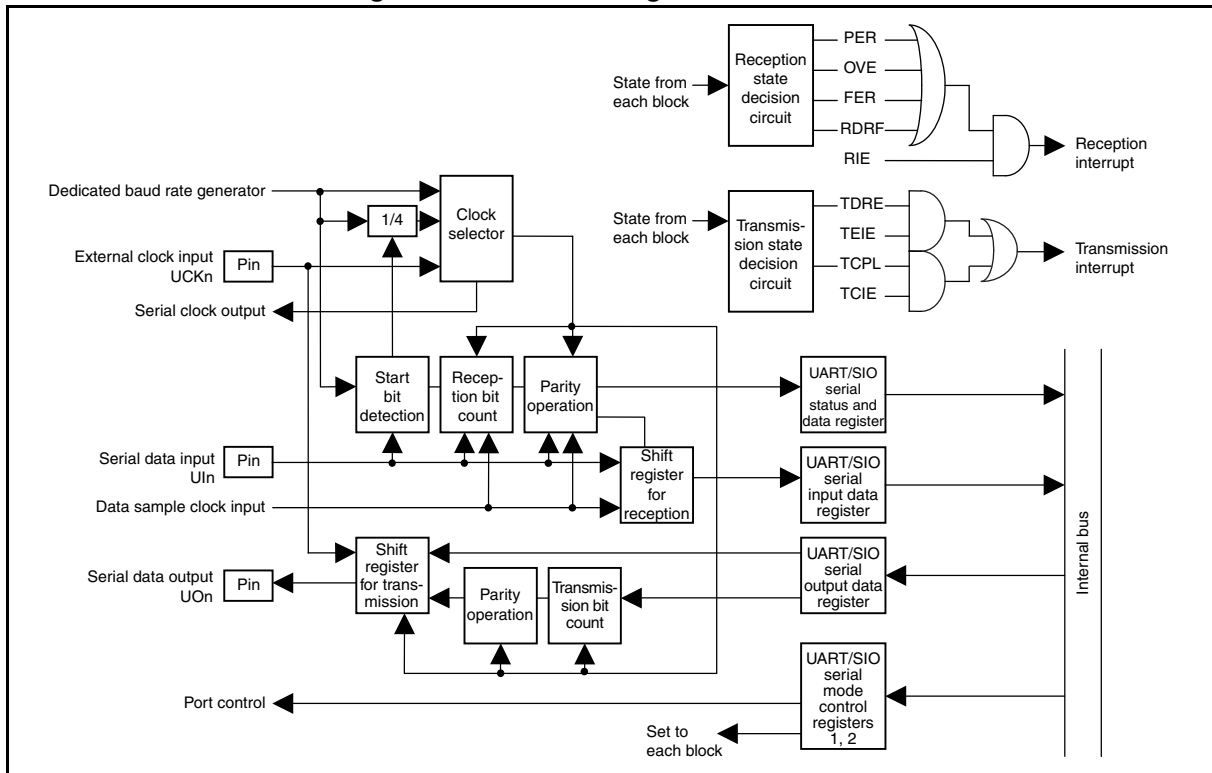 PER
OVE
FER
RDRF
RIE
Reception
state
decision
circuit
State from
each block
Reception
interrupt
Dedicated baud rate generator
1/4
Clock
selector
External clock input
UCKn
Pin
Serial clock output
State from
each block
Transmis-
sion state
decision
circuit
TDRE
TEIE
TCPL
TCIE
Transmission
interrupt
Start
bit
detection
Recep-
tion bit
count
Parity
operation
UART/SIO
serial
status and
data register
Serial data input
UIn
Pin
Shift
register
for
reception
UART/SIO
serial
input data
register
Data sample clock input
Internal bus
Serial data output
UOn
Pin
Shift
register
for trans-
mission
Parity
operation
Transmis-
sion bit
count
UART/SIO
serial
output data
register
Port control
UART/SIO
serial
mode
control
registers
1, 2
Set to
each block